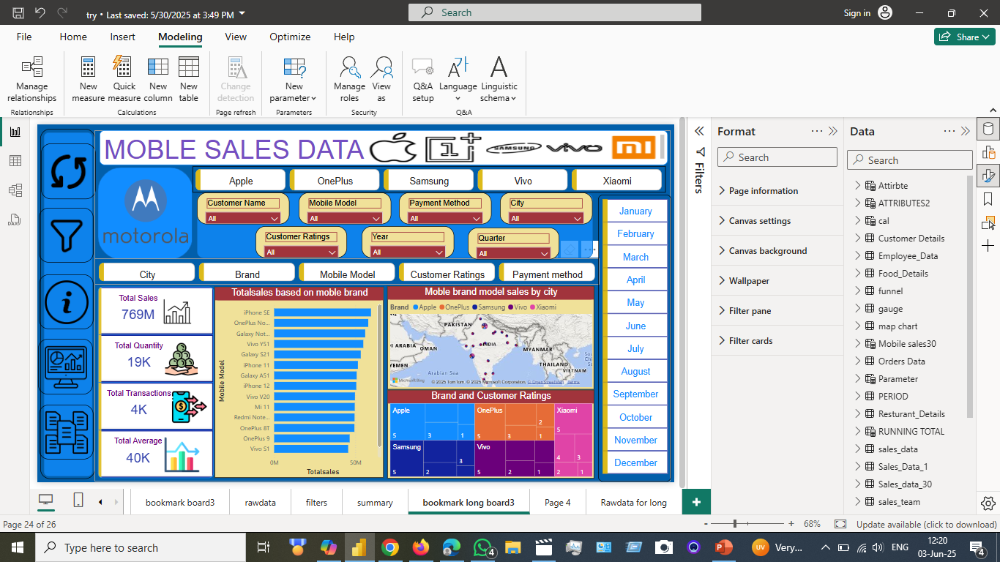 try • Last saved: 5/30/2025 at 3:49 PM
Search
Sign in
File Home Insert Modeling View Optimize Help
Share
Manage relationships
New measure
Quick measure
New column
New table
Change detection
New parameter
Manage roles
View as
Q&A setup
Language
Linguistic schema
Relationships
Calculations
Page refresh
Parameters
Security
Q&A
MOBLE SALES DATA
SAMSUNG
vivo
mi
motorola
Apple OnePlus Samsung Vivo Xiaomi
Customer Name
All
Mobile Model
All
Payment Method
All
City
All
Customer Ratings
All
Year
All
Quarter
All
City Brand Mobile Model Customer Ratings Payment method
January
February
March
April
May
June
July
August
September
October
November
December
Total Sales
769M
Total Quantity
19K
Total Transactions
4K
Total Average
40K
Totalsales based on moble brand
Mobile Model
iPhone SE
OnePlus No...
Galaxy Not...
Vivo Y51
Galaxy S21
iPhone 11
Galaxy A51
iPhone 12
Vivo V20
Mi 11
Redmi Note...
OnePlus 8T
OnePlus 9
Vivo S1
0M 50M
Totalsales
Moble brand model sales by city
Brand Apple OnePlus Samsung Vivo Xiaomi
PAKISTAN
INDIA
OMAN
MYANMAR
THAILAND
VIETNAM
Arabian Sea
Microsoft Bing
© 2025 TomTom, © 2025 Microsoft Corporation, © OpenStreetMap Terms
Brand and Customer Ratings
Apple
5 3 1
OnePlus
5 3 2 1
Xiaomi
5 4 3 2 1
Samsung
5 2 3
Vivo
5 2 1
Filters
Format
Search
Page information
Canvas settings
Canvas background
Wallpaper
Filter pane
Filter cards
Data
Search
Attirbte
ATTRIBUTES2
cal
Customer Details
Employee_Data
Food_Details
funnel
gauge
map chart
Mobile sales30
Orders Data
Parameter
PERIOD
Resturant_Details
RUNNING TOTAL
sales_data
Sales_Data_1
Sales_data_30
sales_team
DAX
bookmark board3 rawdata filters summary bookmark long board3 Page 4 Rawdata for long
Page 24 of 26
68%
Update available (click to download)
Type here to search
4
UV
Very...
ENG
12:20
03-Jun-25
4